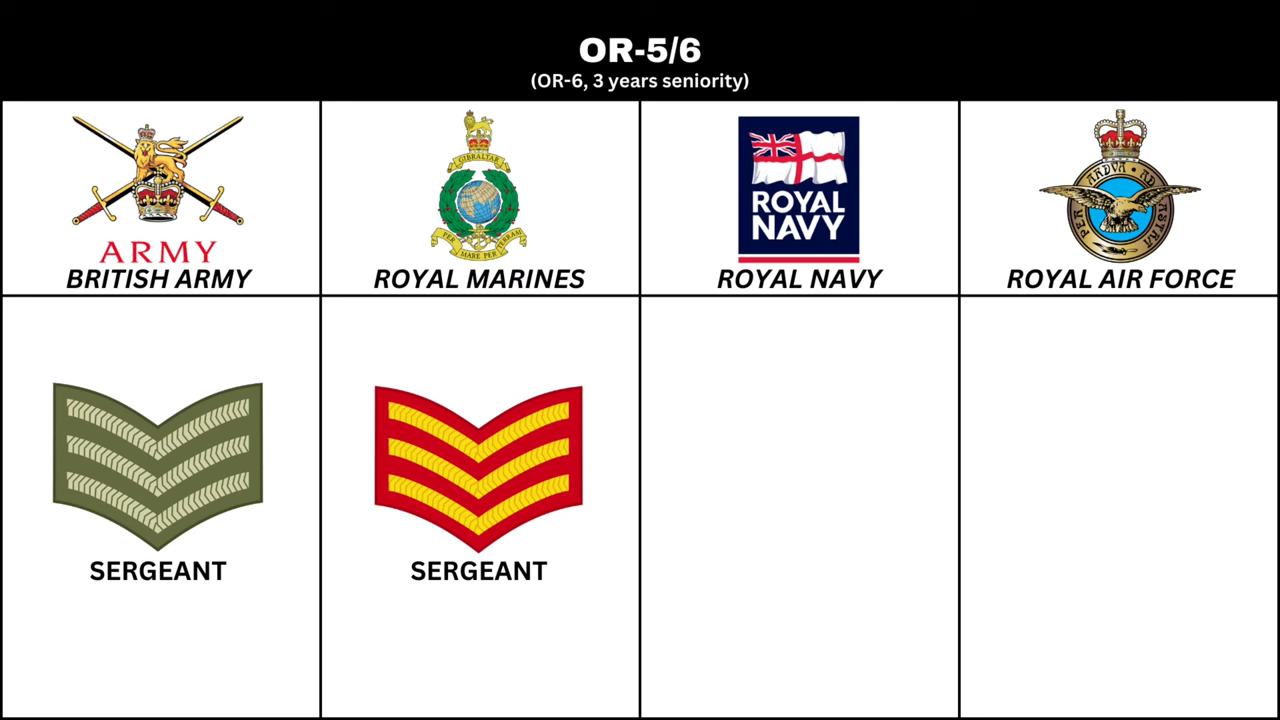 OR-5/6
(OR-6, 3 years seniority)
ARMY
BRITISH ARMY
GIBRALTAR
PER MARE PER TERRAM
ROYAL MARINES
ROYAL
NAVY
ROYAL NAVY
PER ARDVA AD ASTRA
ROYAL AIR FORCE
SERGEANT
SERGEANT